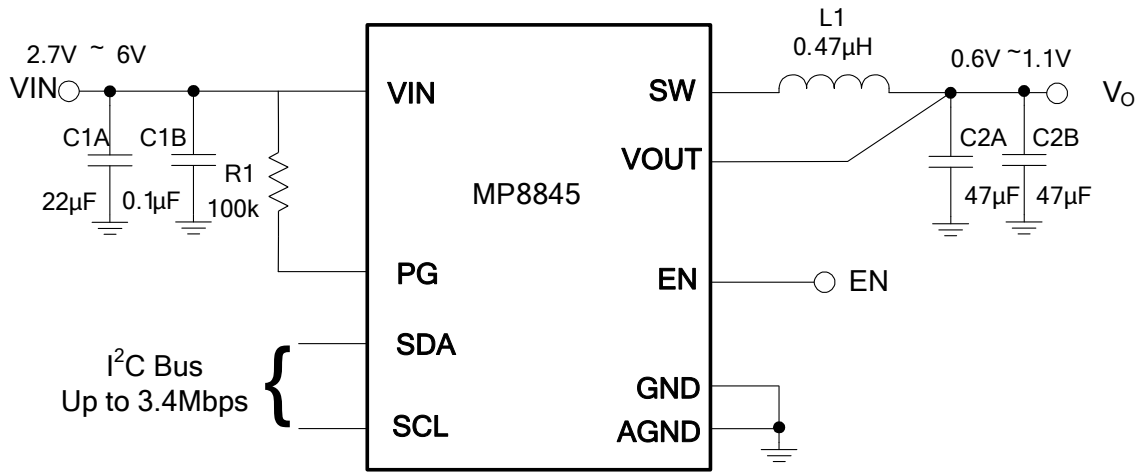 2.7V ~ 6V
VIN
C1A
C1B
22µF
0.1µF
R1
100k
VIN
PG
SDA
SCL
I²C Bus
Up to 3.4Mbps
MP8845
SW
VOUT
EN
GND
AGND
L1
0.47µH
0.6V ~1.1V
V_O
C2A
C2B
47µF
47µF
EN